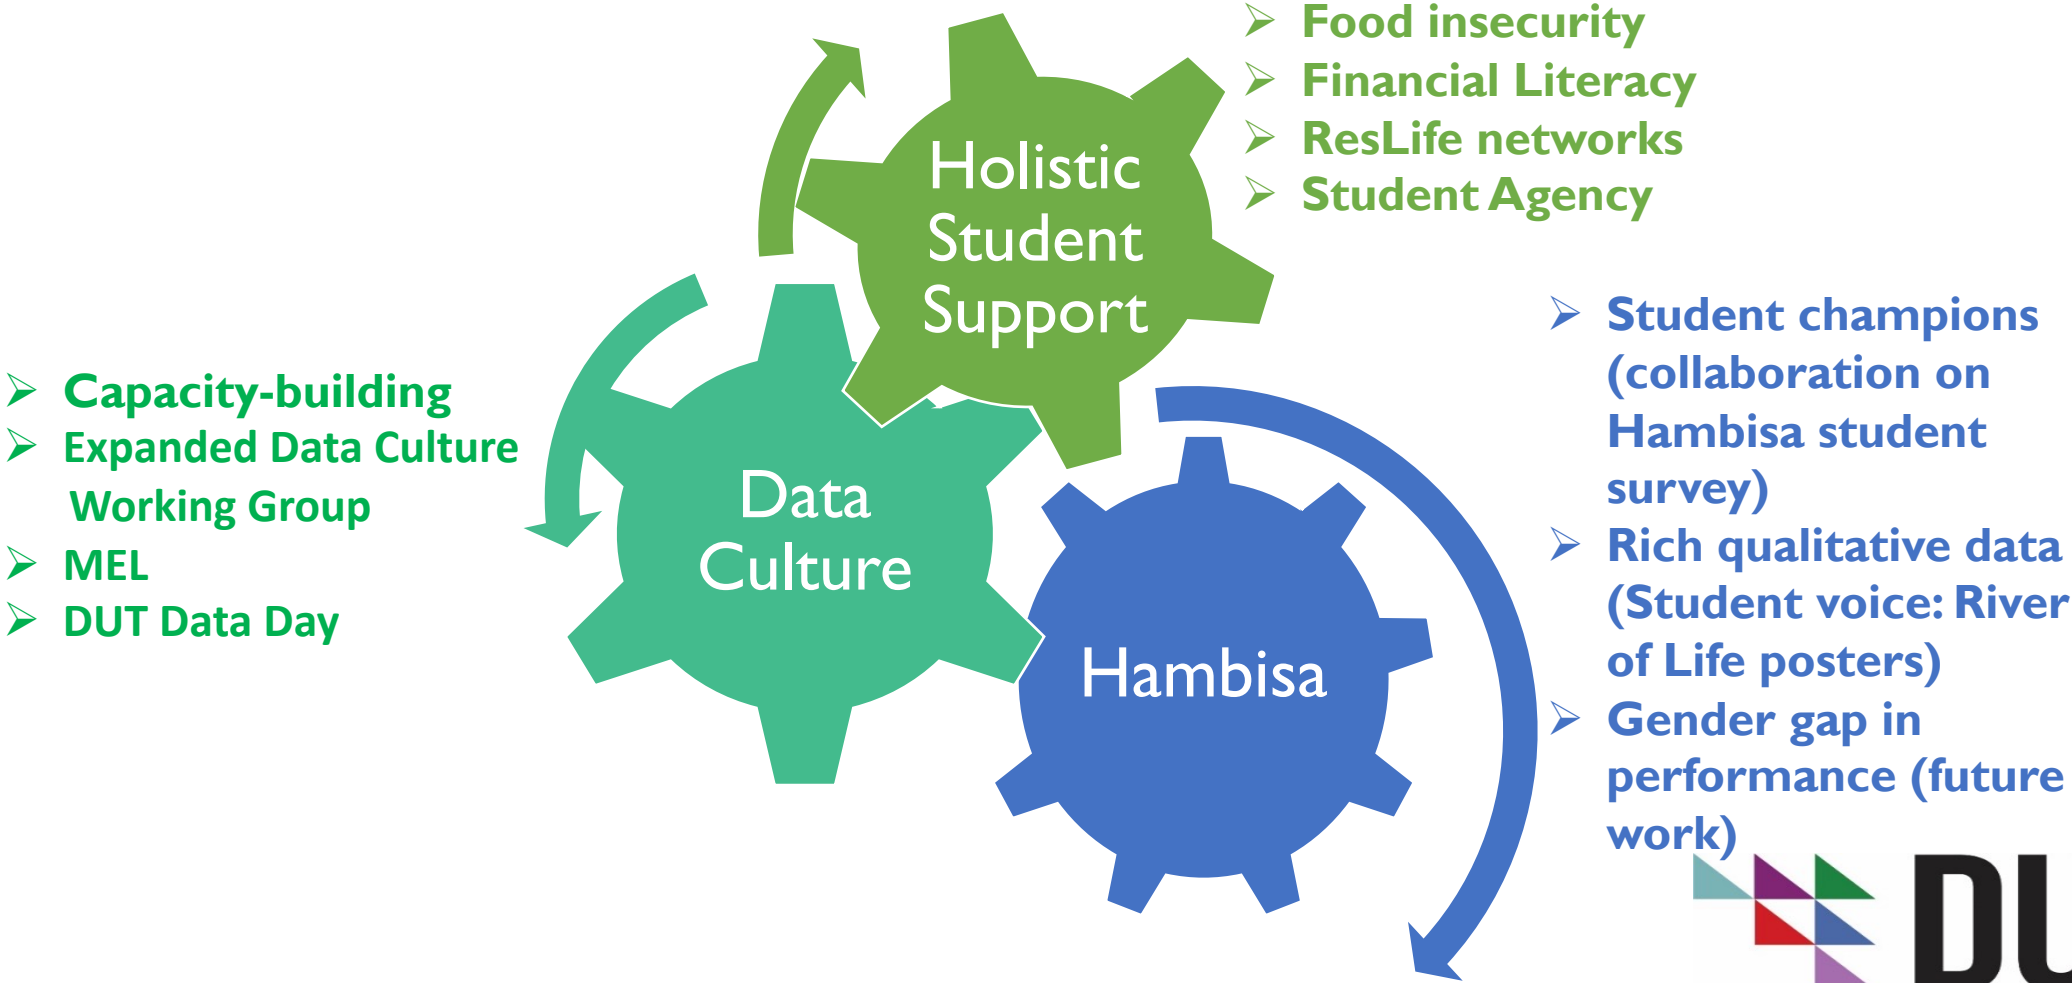 ➢ Food insecurity
➢ Financial Literacy
➢ ResLife networks
➢ Student Agency
Holistic
Student
Support
➢ Capacity-building
➢ Expanded Data Culture
Working Group
➢ MEL
➢ DUT Data Day
Data
Culture
Hambisa
➢ Student champions
(collaboration on
Hambisa student
survey)
➢ Rich qualitative data
(Student voice: River
of Life posters)
➢ Gender gap in
performance (future
work)
DU